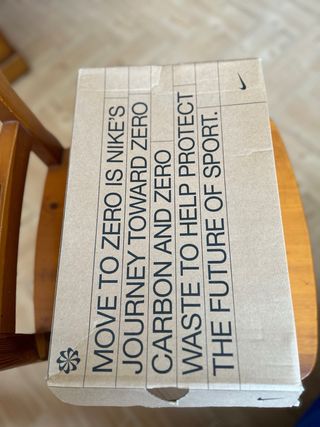 MOVE TO ZERO IS NIKE'S
JOURNEY TOWARD ZERO
CARBON AND ZERO
WASTE TO HELP PROTECT
THE FUTURE OF SPORT.